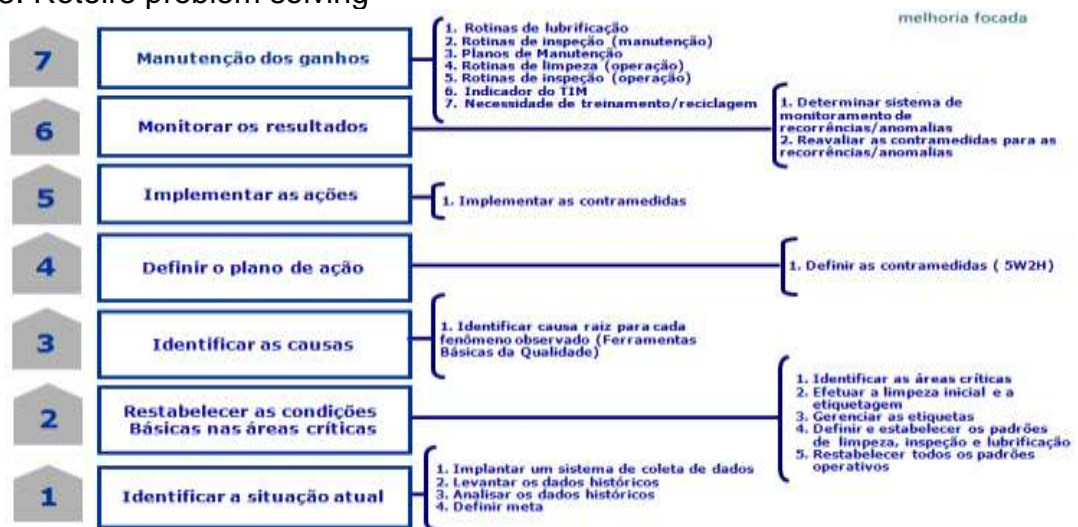 Roteiro problem solving
melhoria focada
7
Manutenção dos ganhos
1. Rotinas de lubrificação
2. Rotinas de inspeção (manutenção)
3. Planos de Manutenção
4. Rotinas de limpeza (operação)
5. Rotinas de inspeção (operação)
6. Indicador do TIM
7. Necessidade de treinamento/reciclagem
6
Monitorar os resultados
1. Determinar sistema de
monitoramento de
recorrências/anomalias
2. Reavaliar as contramedidas para as
recorrências/anomalias
5
Implementar as ações
1. Implementar as contramedidas
4
Definir o plano de ação
1. Definir as contramedidas ( 5W2H)
3
Identificar as causas
1. Identificar causa raiz para cada
fenômeno observado (Ferramentas
Básicas da Qualidade)
2
Restabelecer as condições
Básicas nas áreas críticas
1. Identificar as áreas críticas
2. Efetuar a limpeza inicial e a
etiquetagem
3. Gerenciar as etiquetas
4. Definir e estabelecer os padrões
de limpeza, inspeção e lubrificação
5. Restabelecer todos os padrões
operativos
1
Identificar a situação atual
1. Implantar um sistema de coleta de dados
2. Levantar os dados históricos
3. Analisar os dados históricos
4. Definir meta